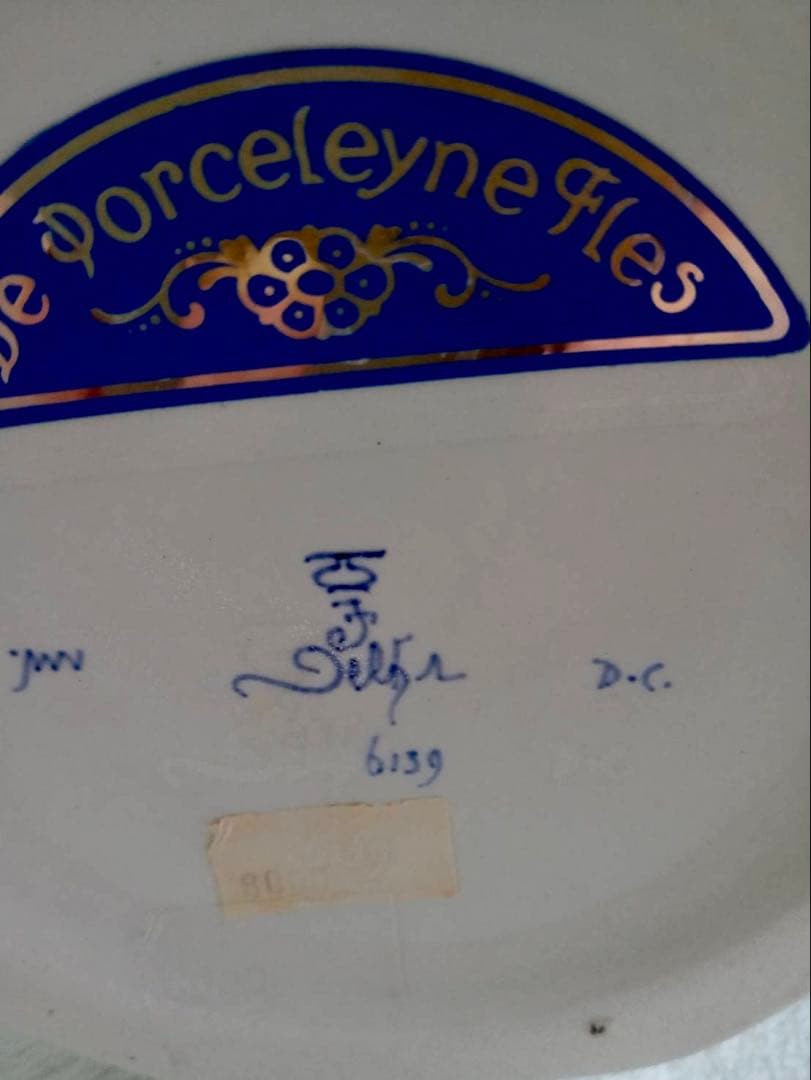 De Porceleyne Fles
Delft
D.C.
6139
80